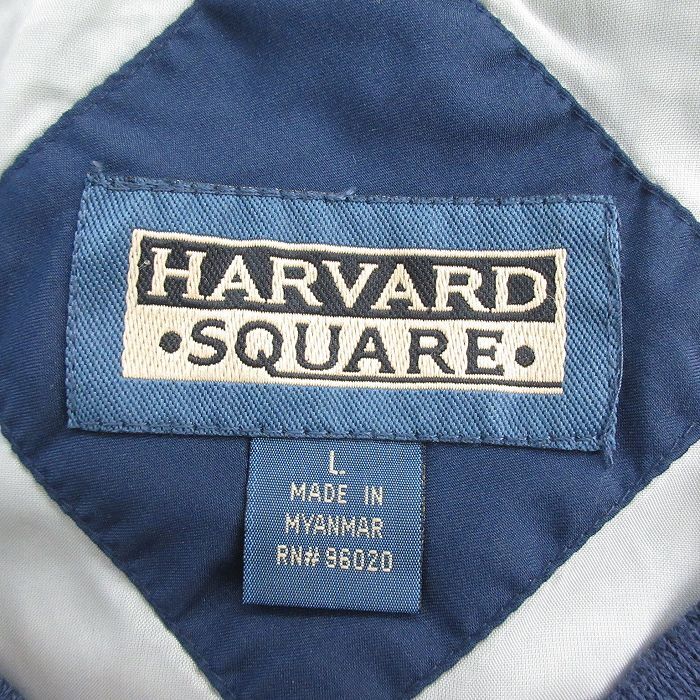 HARVARD
•SQUARE•
L.
MADE IN
MYANMAR
RN# 96020